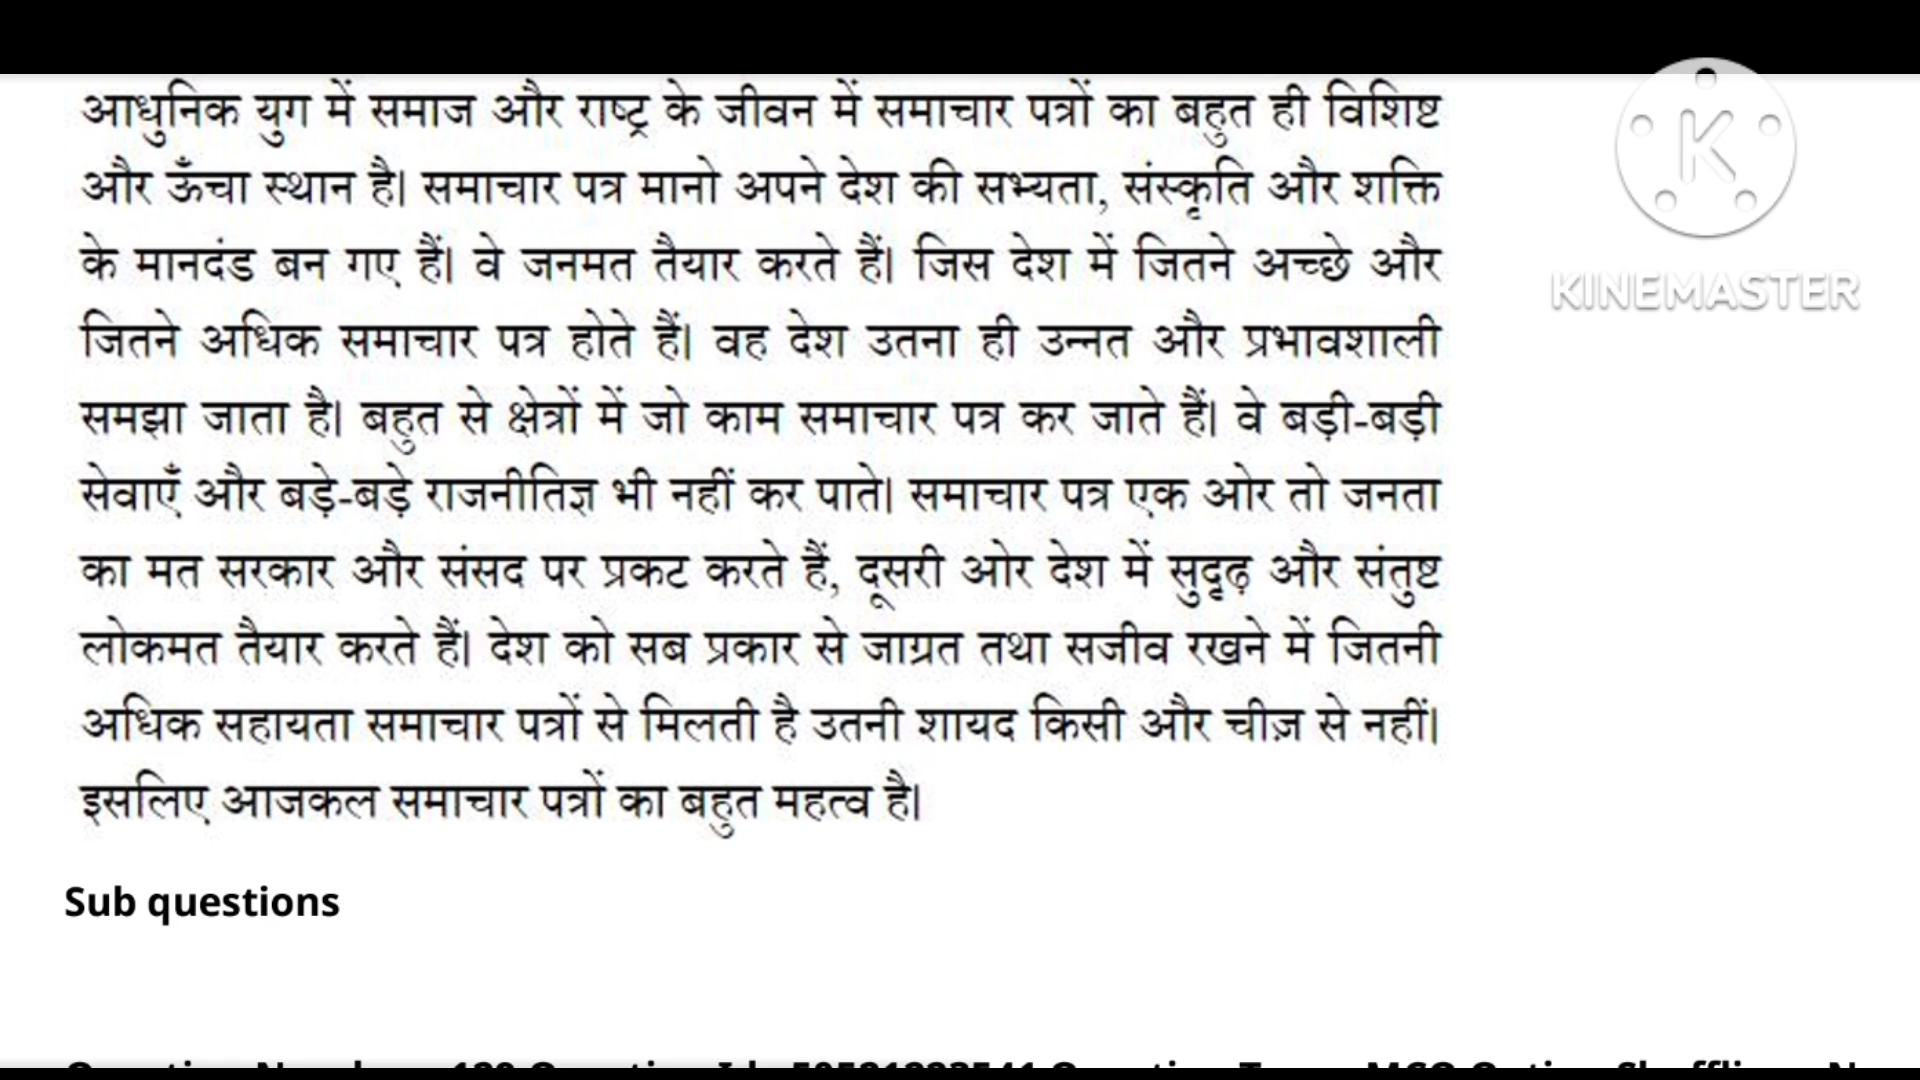 आधुनिक युग में समाज और राष्ट्र के जीवन में समाचार पत्रों का बहुत ही विशिष्ट
और ऊँचा स्थान है। समाचार पत्र मानो अपने देश की सभ्यता, संस्कृति और शक्ति
के मानदंड बन गए हैं। वे जनमत तैयार करते हैं। जिस देश में जितने अच्छे और
जितने अधिक समाचार पत्र होते हैं। वह देश उतना ही उन्नत और प्रभावशाली
समझा जाता है। बहुत से क्षेत्रों में जो काम समाचार पत्र कर जाते हैं। वे बड़ी-बड़ी
सेवाएँ और बड़े-बड़े राजनीतिज्ञ भी नहीं कर पाते। समाचार पत्र एक ओर तो जनता
का मत सरकार और संसद पर प्रकट करते हैं, दूसरी ओर देश में सुदृढ़ और संतुष्ट
लोकमत तैयार करते हैं। देश को सब प्रकार से जाग्रत तथा सजीव रखने में जितनी
अधिक सहायता समाचार पत्रों से मिलती है उतनी शायद किसी और चीज़ से नहीं।
इसलिए आजकल समाचार पत्रों का बहुत महत्व है।
K
KINEMASTER
Sub questions